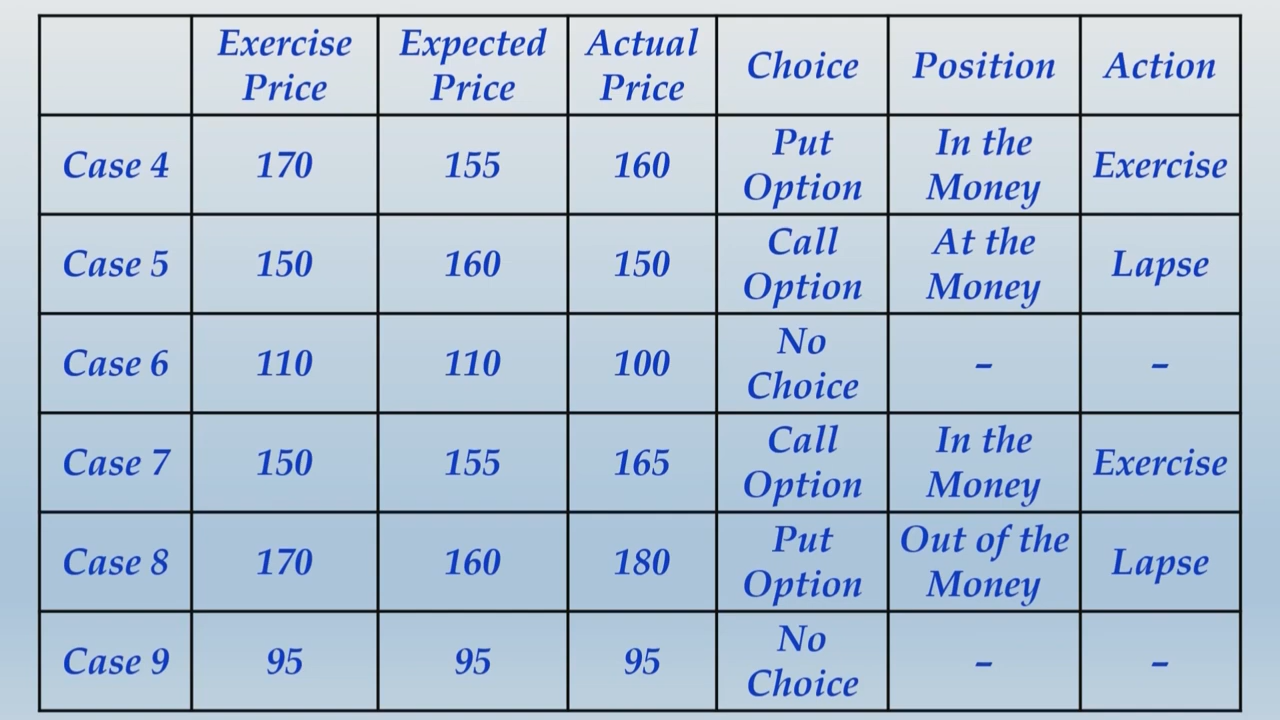 Exercise Price Expected Price Actual Price Choice Position Action
Case 4 170 155 160 Put Option In the Money Exercise
Case 5 150 160 150 Call Option At the Money Lapse
Case 6 110 110 100 No Choice – –
Case 7 150 155 165 Call Option In the Money Exercise
Case 8 170 160 180 Put Option Out of the Money Lapse
Case 9 95 95 95 No Choice – –